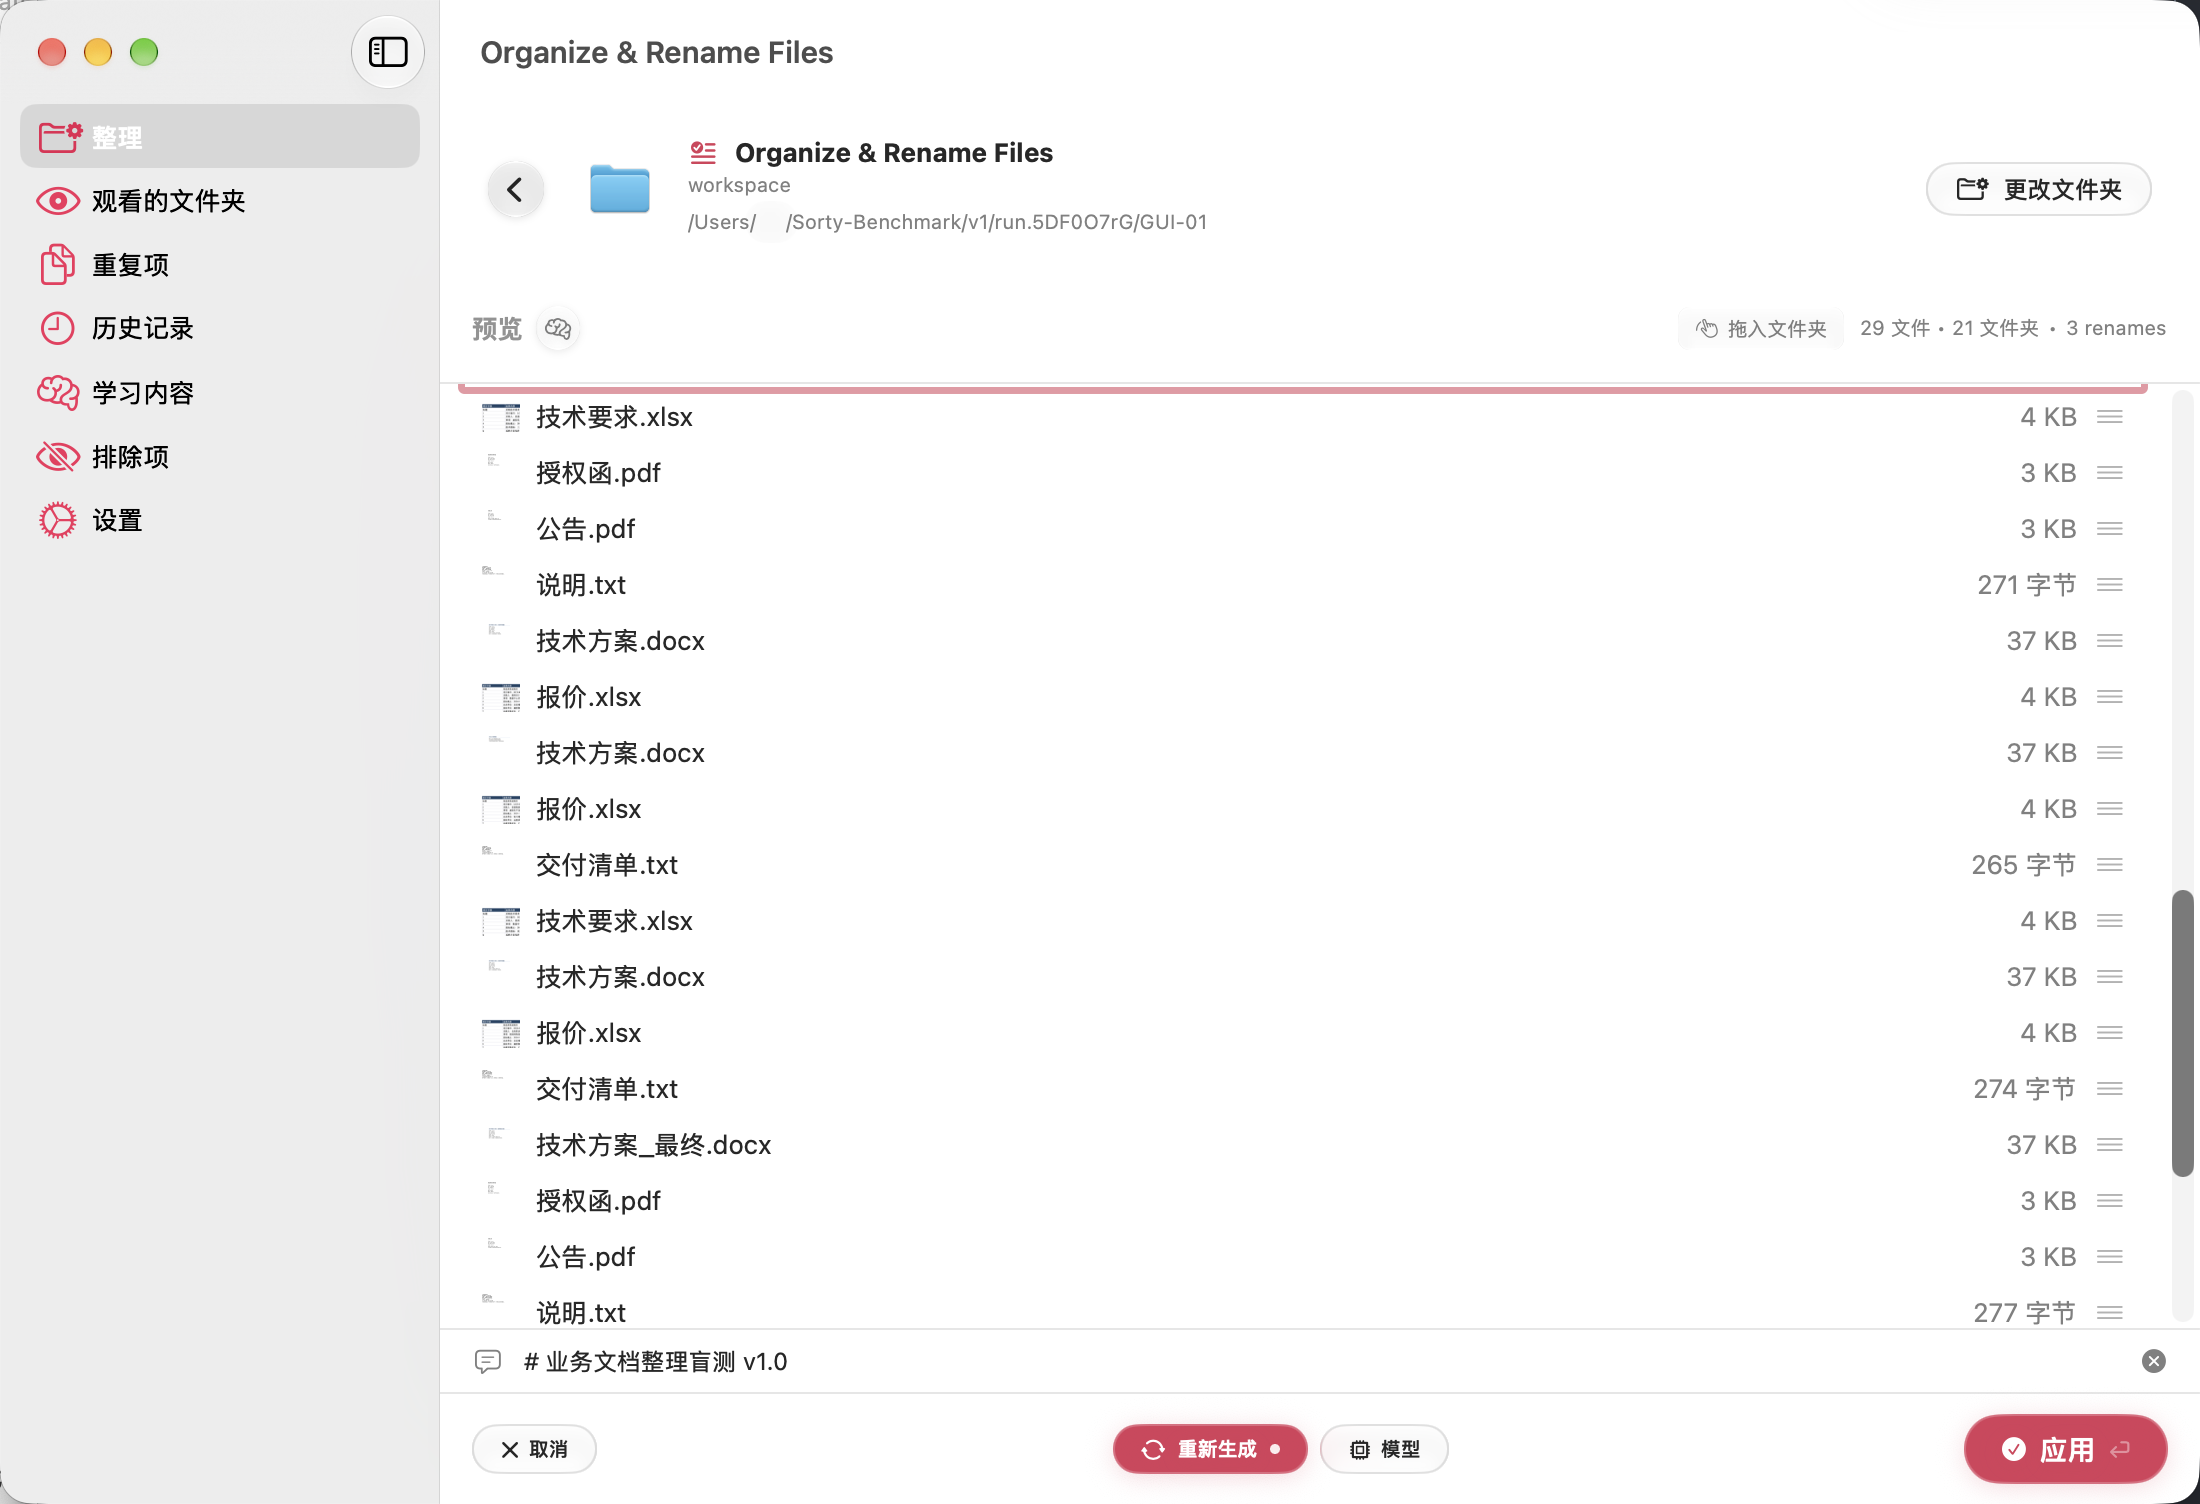 Organize & Rename Files
整理
观看的文件夹
重复项
历史记录
学习内容
排除项
设置
Organize & Rename Files
workspace
/Users/ /Sorty-Benchmark/v1/run.5DF0O7rG/GUI-01
更改文件夹
预览
拖入文件夹 29 文件 • 21 文件夹 • 3 renames
技术要求.xlsx 4 KB
授权函.pdf 3 KB
公告.pdf 3 KB
说明.txt 271 字节
技术方案.docx 37 KB
报价.xlsx 4 KB
技术方案.docx 37 KB
报价.xlsx 4 KB
交付清单.txt 265 字节
技术要求.xlsx 4 KB
技术方案.docx 37 KB
报价.xlsx 4 KB
交付清单.txt 274 字节
技术方案_最终.docx 37 KB
授权函.pdf 3 KB
公告.pdf 3 KB
说明.txt 277 字节
# 业务文档整理盲测 v1.0
取消
重新生成
模型
应用